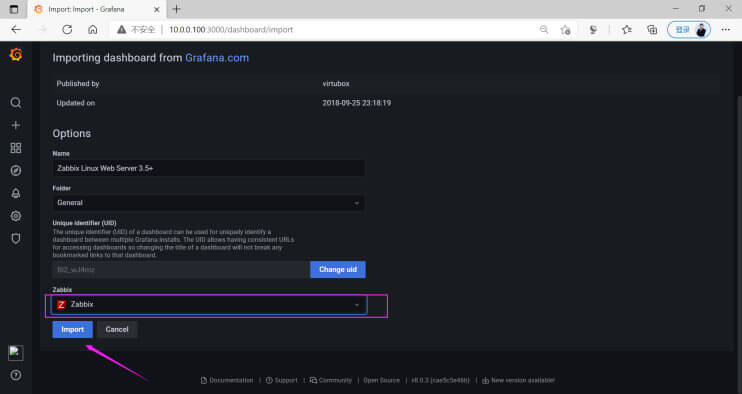 Import: Import - Grafana
不安全 | 10.0.0.100:3000/dashboard/import
登录
Importing dashboard from Grafana.com
Published by virtubox
Updated on 2018-09-25 23:18:19
Options
Name
Zabbix Linux Web Server 3.5+
Folder
General
Unique identifier (UID)
The unique identifier (UID) of a dashboard can be used for uniquely identify a
dashboard between multiple Grafana installs. The UID allows having consistent URLs
for accessing dashboards so changing the title of a dashboard will not break any
bookmarked links to that dashboard.
Change uid
Zabbix
Z Zabbix
Import Cancel
Documentation | Support | Community | Open Source | v8.0.3 (cae5c3e46b) | New version available!